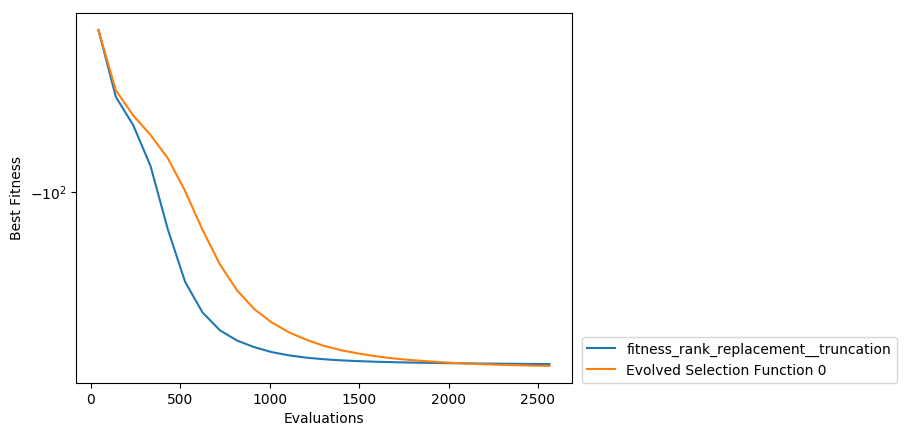 Best Fitness
−10²
0 500 1000 1500 2000 2500
Evaluations
fitness_rank_replacement__truncation
Evolved Selection Function 0